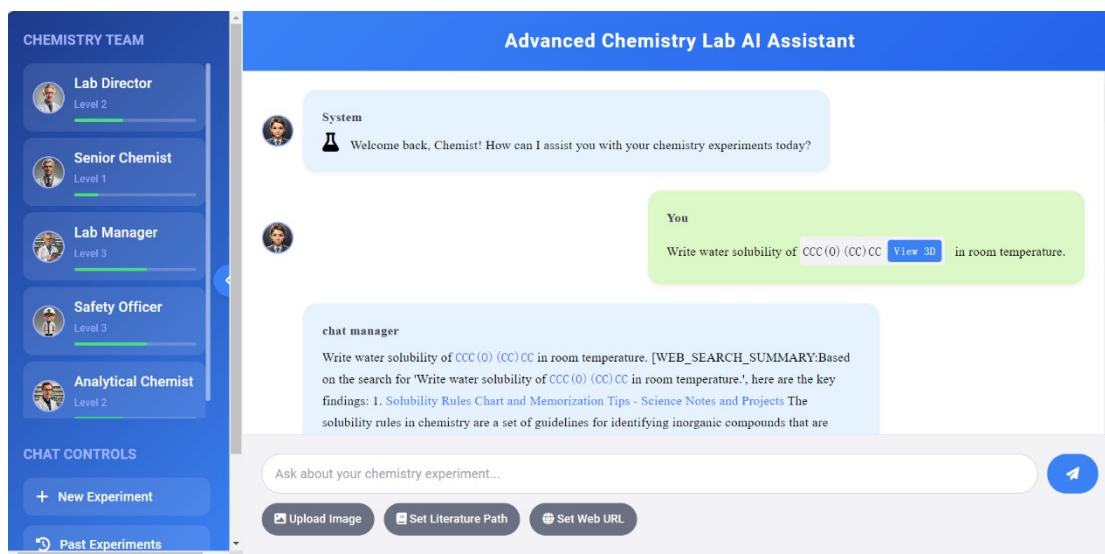 CHEMISTRY TEAM
Lab Director
Level 2
Senior Chemist
Level 1
Lab Manager
Level 3
Safety Officer
Level 3
Analytical Chemist
Level 2
CHAT CONTROLS
+ New Experiment
Past Experiments
Advanced Chemistry Lab AI Assistant
System
Welcome back, Chemist! How can I assist you with your chemistry experiments today?
You
Write water solubility of CCC(O)(CC)CC View 3D in room temperature.
chat manager
Write water solubility of CCC(O)(CC)CC in room temperature. [WEB_SEARCH_SUMMARY:Based
on the search for 'Write water solubility of CCC(O)(CC)CC in room temperature.', here are the key
findings: 1. Solubility Rules Chart and Memorization Tips - Science Notes and Projects The
solubility rules in chemistry are a set of guidelines for identifying inorganic compounds that are
Ask about your chemistry experiment...
Upload Image Set Literature Path Set Web URL